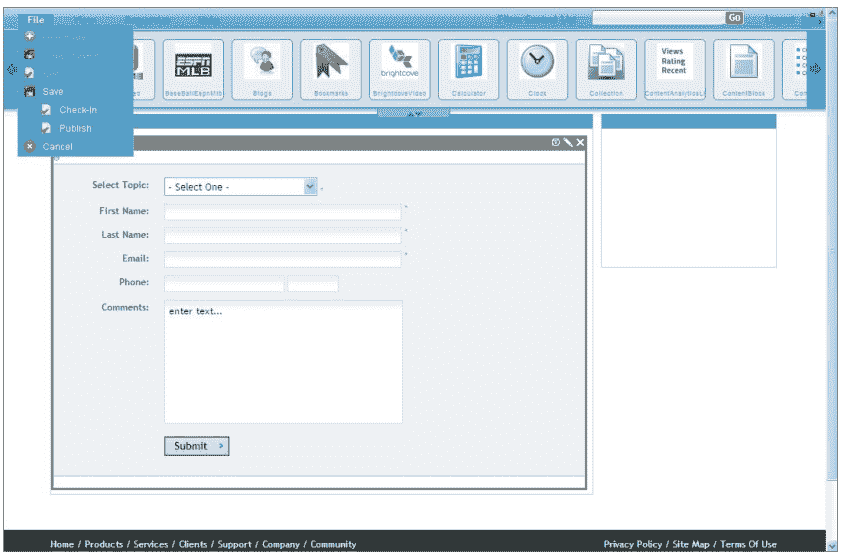 File
Go
Save
Check-In
Publish
Cancel
ESPN MLB
BaseBallEspnMlb
Blogs
Bookmarks
brightcove
BrightcoveVideo
Calculator
Clock
Collection
Views
Rating
Recent
ContentBlock
Select Topic:
- Select One -
First Name:
*
Last Name:
*
Email:
*
Phone:
Comments:
enter text...
Submit
Home / Products / Services / Clients / Support / Company / Community
Privacy Policy / Site Map / Terms Of Use